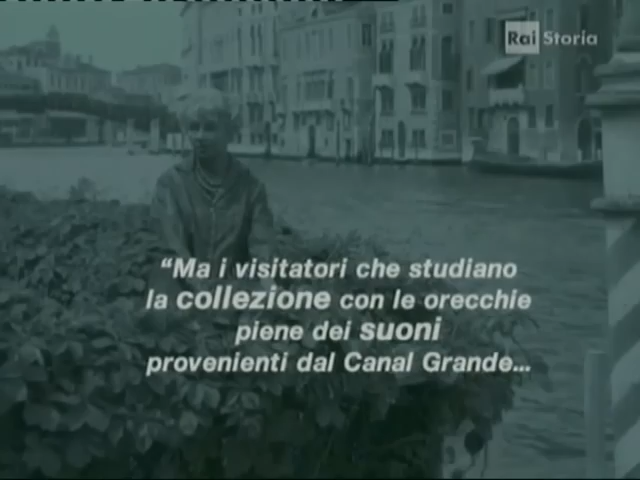 Rai Storia
“Ma i visitatori che studiano
la collezione con le orecchie
piene dei suoni
provenienti dal Canal Grande...